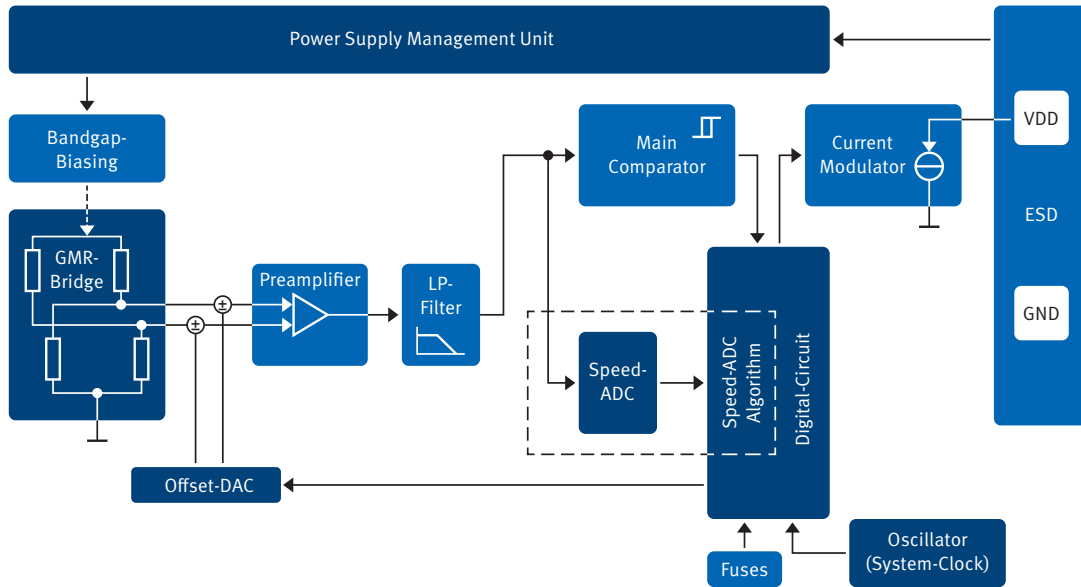 Power Supply Management Unit
Bandgap-
Biasing
Main
Comparator
Current
Modulator
VDD
ESD
GND
GMR-
Bridge
±
±
Preamplifier
LP-
Filter
Speed-
ADC
Speed-ADC
Algorithm
Digital-Circuit
Offset-DAC
Fuses
Oscillator
(System-Clock)